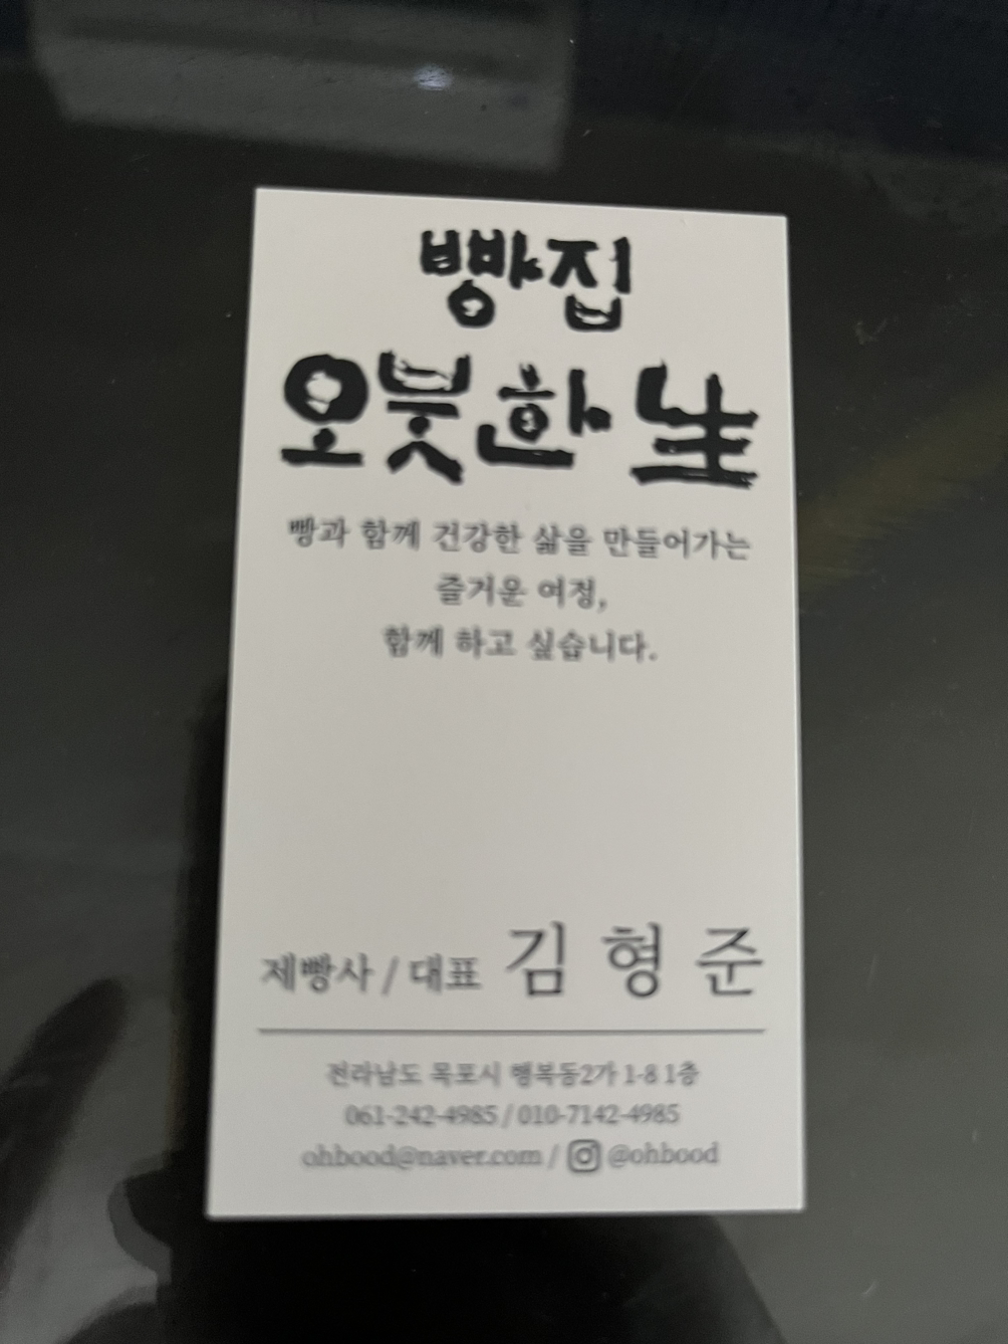 빵집
오붓한 生
빵과 함께 건강한 삶을 만들어가는
즐거운 여정,
함께 하고 싶습니다.
제빵사 / 대표 김 형 준
전라남도 목포시 행복동2가 1-8 1층
061-242-4985 / 010-7142-4985
ohbood@naver.com / @ohbood